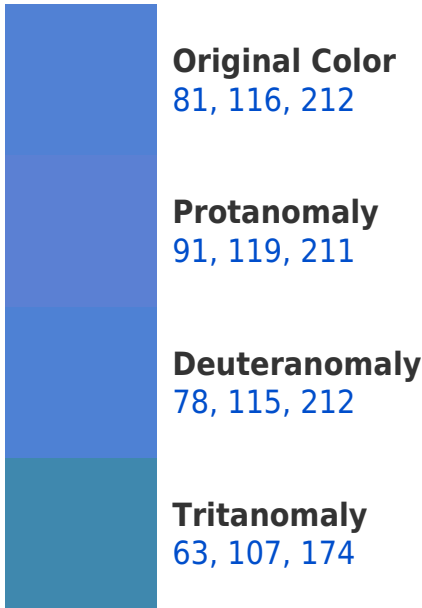 Original Color
81, 116, 212
Protanomaly
91, 119, 211
Deuteranomaly
78, 115, 212
Tritanomaly
63, 107, 174